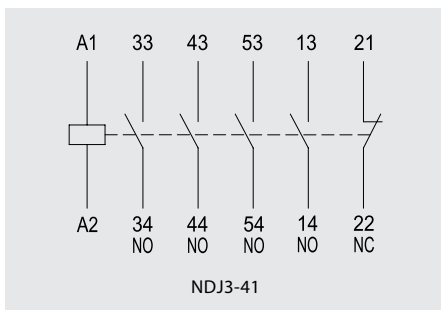 A1 33 43 53 13 21
A2 34 44 54 14 22
NO NO NO NO NC
NDJ3-41